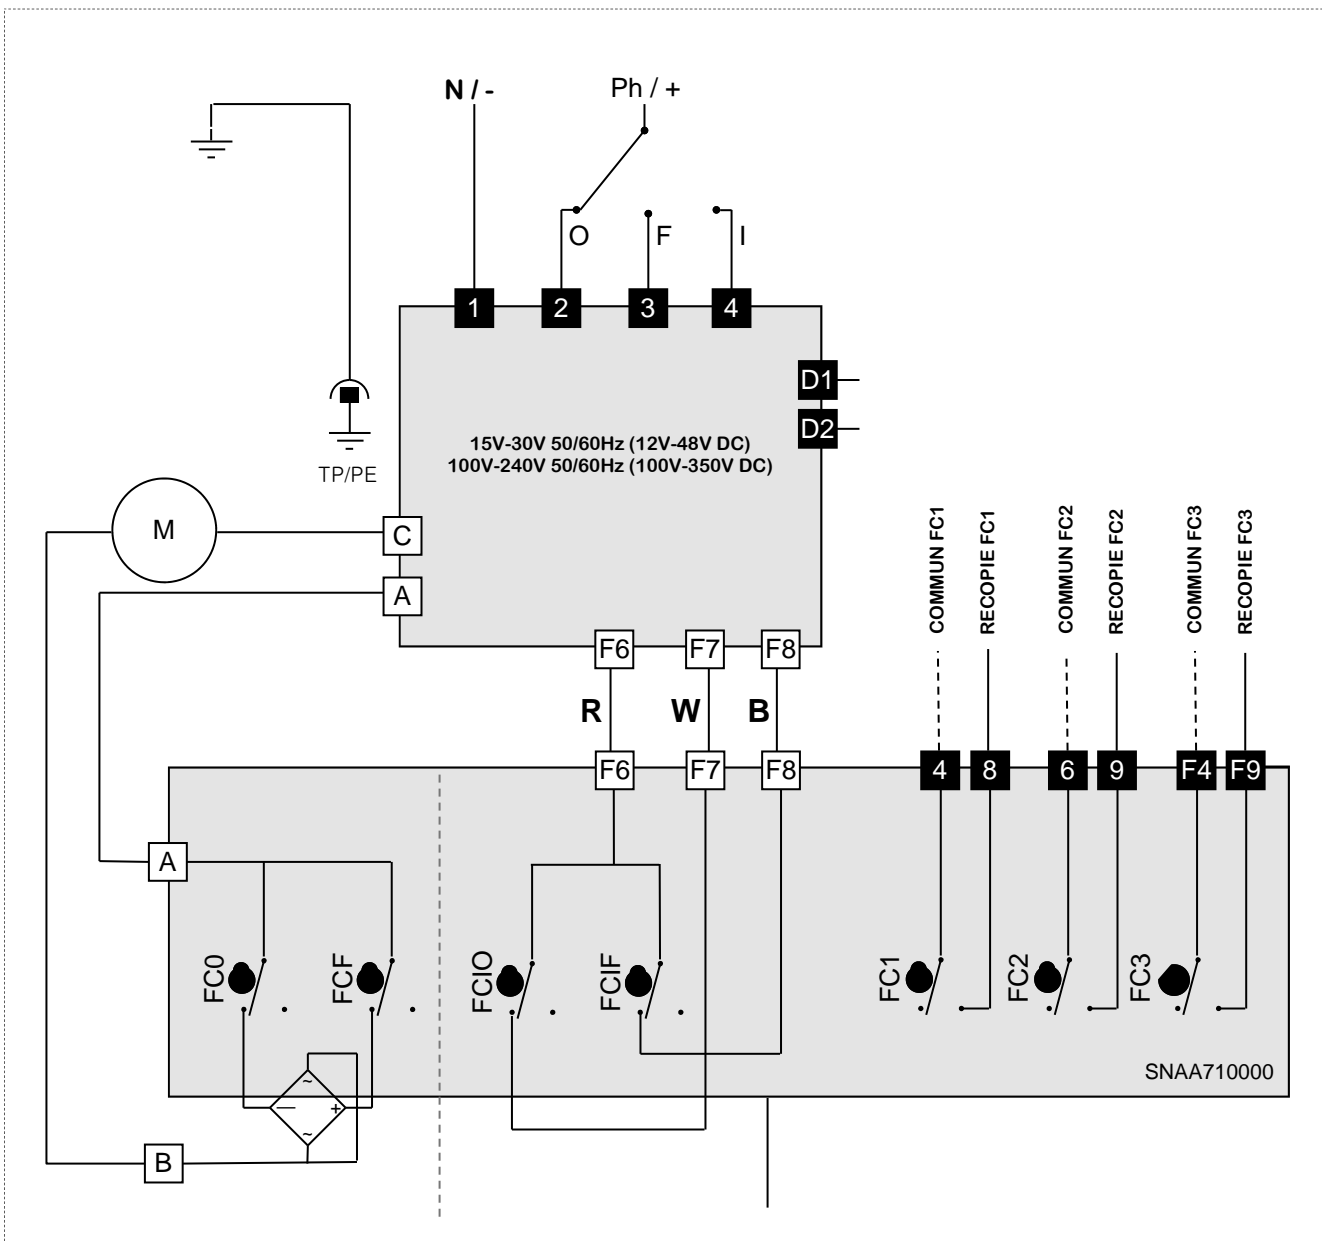 N / -
Ph / +
O
F
I
1
2
3
4
D1
D2
15V-30V 50/60Hz (12V-48V DC)
100V-240V 50/60Hz (100V-350V DC)
TP/PE
M
C
A
F6
F7
F8
R
W
B
COMMUN FC1
RECOPIE FC1
COMMUN FC2
RECOPIE FC2
COMMUN FC3
RECOPIE FC3
F6
F7
F8
4
8
6
9
F4
F9
A
FC0
FCF
FCIO
FCIF
FC1
FC2
FC3
~
—
+
~
SNAA710000
B